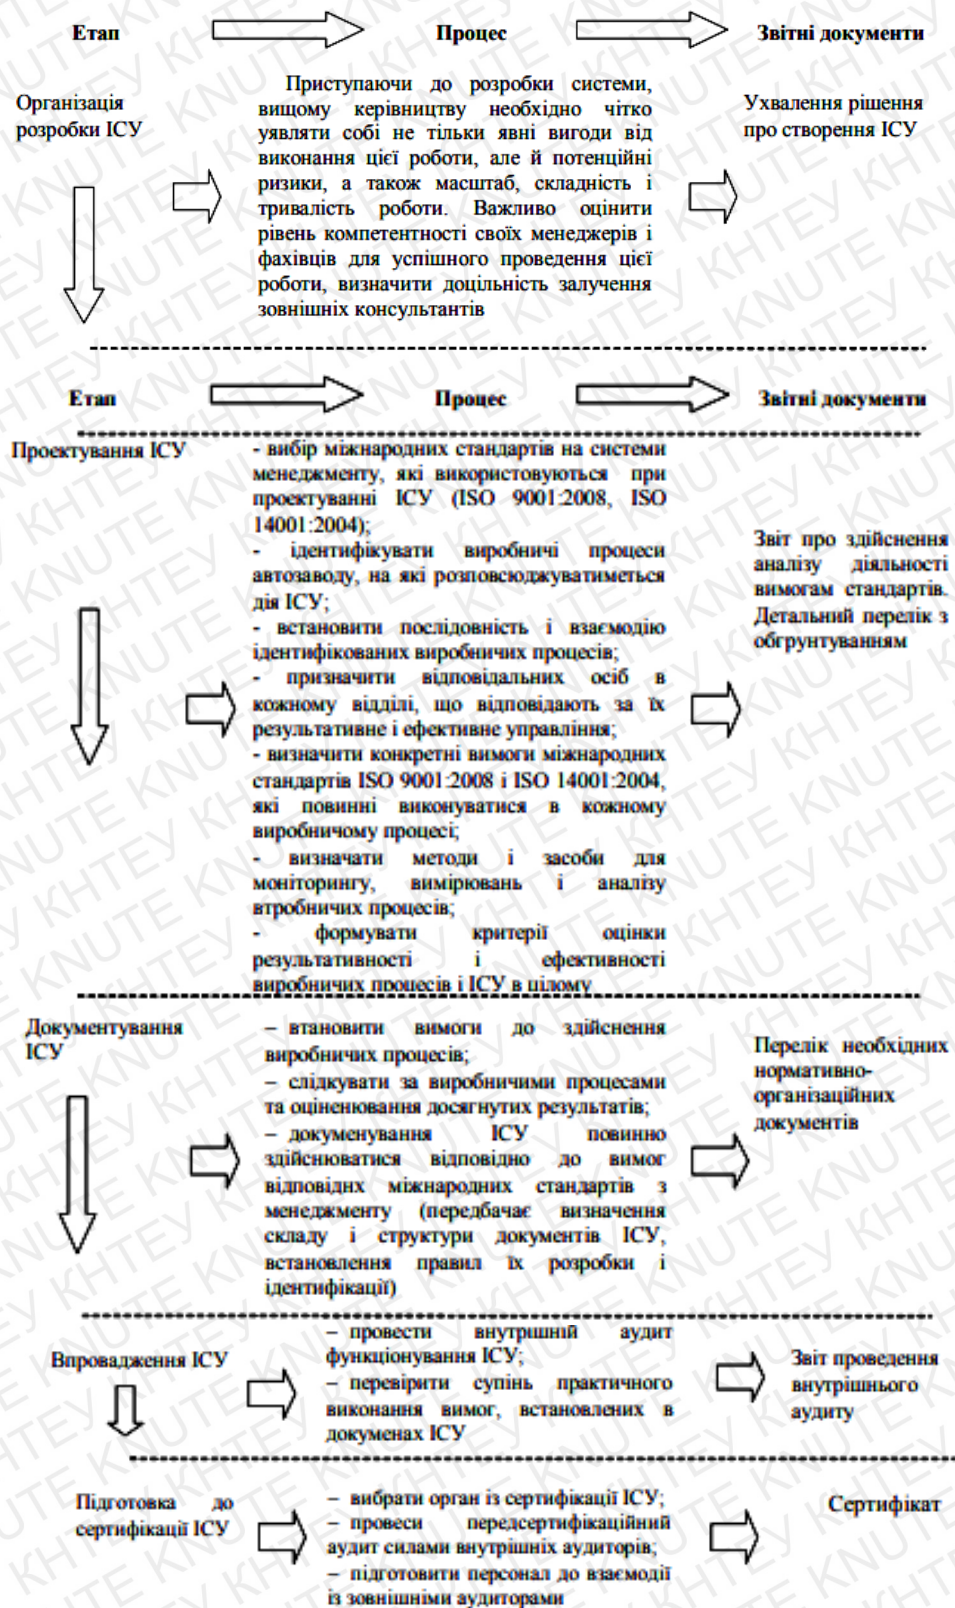 Етап Процес Звітні документи
Організація
розробки ІСУ
Приступаючи до розробки системи,
вищому керівництву необхідно чітко
уявляти собі не тільки явні вигоди від
виконання цієї роботи, але й потенційні
ризики, а також масштаб, складність і
тривалість роботи. Важливо оцінити
рівень компетентності своїх менеджерів і
фахівців для успішного проведення цієї
роботи, визначити доцільність залучення
зовнішніх консультантів
Ухвалення рішення
про створення ІСУ
Етап Процес Звітні документи
Проектування ІСУ
- вибір міжнародних стандартів на системи
менеджменту, які використовуються при
проектуванні ІСУ (ISO 9001:2008, ISO
14001:2004);
- ідентифікувати виробничі процеси
автозаводу, на які розповсюджуватиметься
дія ІСУ;
- встановити послідовність і взаємодію
ідентифікованих виробничих процесів;
- призначити відповідальних осіб в
кожному відділі, що відповідають за їх
результативне і ефективне управління;
- визначити конкретні вимоги міжнародних
стандартів ISO 9001:2008 і ISO 14001:2004,
які повинні виконуватися в кожному
виробничому процесі;
- визначати методи і засоби для
моніторингу, вимірювань і аналізу
втробничих процесів;
- формувати критерії оцінки
результативності і ефективності
виробничих процесів і ІСУ в цілому
Звіт про здійснення
аналізу діяльності
вимогам стандартів.
Детальний перелік з
обгрунтуванням
Документування
ІСУ
– втановити вимоги до здійснення
виробничих процесів;
– слідкувати за виробничими процесами
та оціненювання досягнутих результатів;
– докуменування ІСУ повинно
здійснюватися відповідно до вимог
відповіднх міжнародних стандартів з
менеджменту (передбачає визначення
складу і структури документів ІСУ,
встановлення правил їх розробки і
ідентифікації)
Перелік необхідних
нормативно-
організаційних
документів
Впровадження ІСУ
– провести внутрішній аудит
функціонування ІСУ;
– перевірити супінь практичного
виконання вимог, встановлених в
докуменах ІСУ
Звіт проведення
внутрішнього
аудиту
Підготовка до
сертифікації ІСУ
– вибрати орган із сертифікації ІСУ;
– провеси передсертифікаційний
аудит силами внутрішніх аудиторів;
– підготовити персонал до взаємодії
із зовнішніми аудиторами
Сертифікат